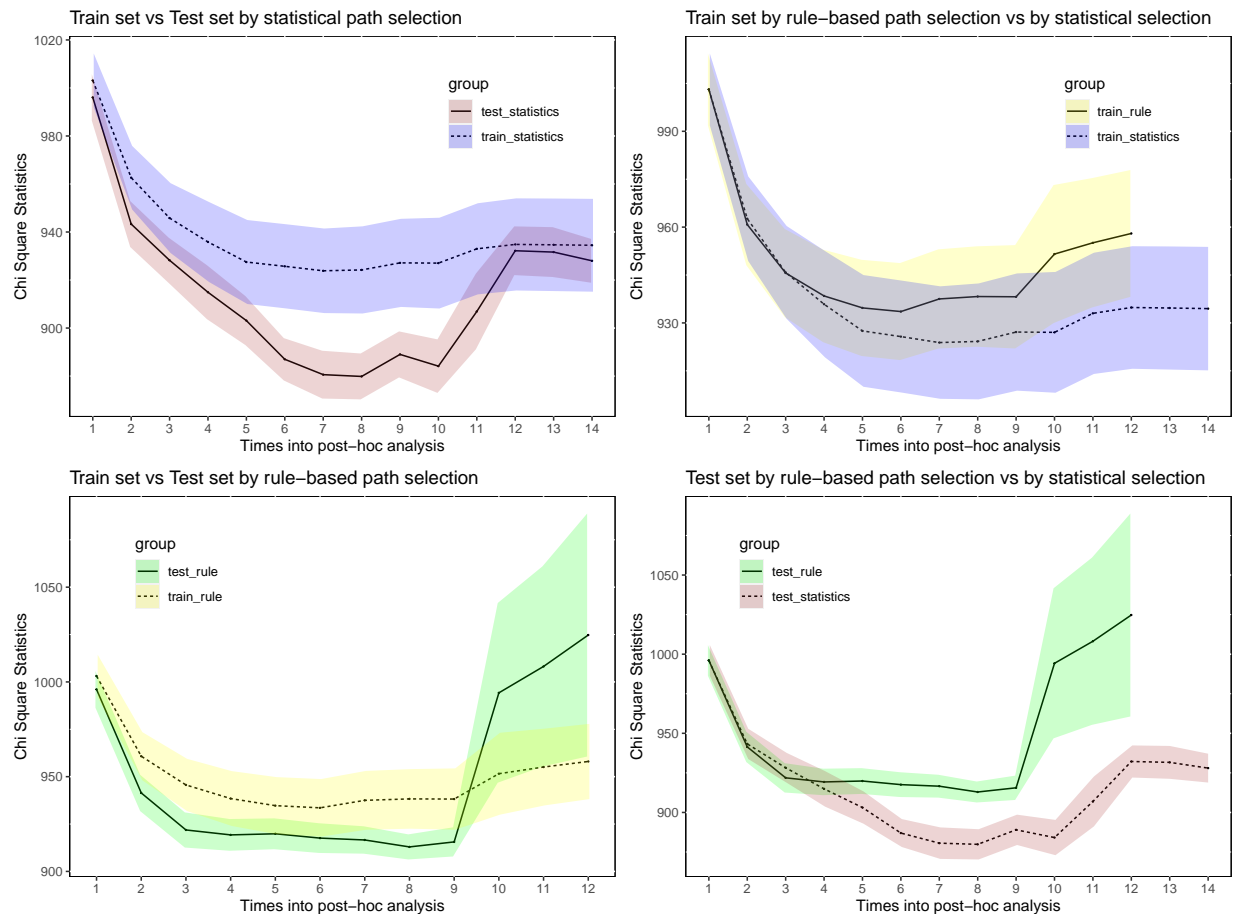 Train set vs Test set by statistical path selection
Chi Square Statistics
1020
980
940
900
group
test_statistics
train_statistics
1 2 3 4 5 6 7 8 9 10 11 12 13 14
Times into post-hoc analysis
Train set by rule-based path selection vs by statistical selection
Chi Square Statistics
990
960
930
group
train_rule
train_statistics
1 2 3 4 5 6 7 8 9 10 11 12 13 14
Times into post-hoc analysis
Train set vs Test set by rule-based path selection
Chi Square Statistics
1050
1000
950
900
group
test_rule
train_rule
1 2 3 4 5 6 7 8 9 10 11 12
Times into post-hoc analysis
Test set by rule-based path selection vs by statistical selection
Chi Square Statistics
1050
1000
950
900
group
test_rule
test_statistics
1 2 3 4 5 6 7 8 9 10 11 12 13 14
Times into post-hoc analysis